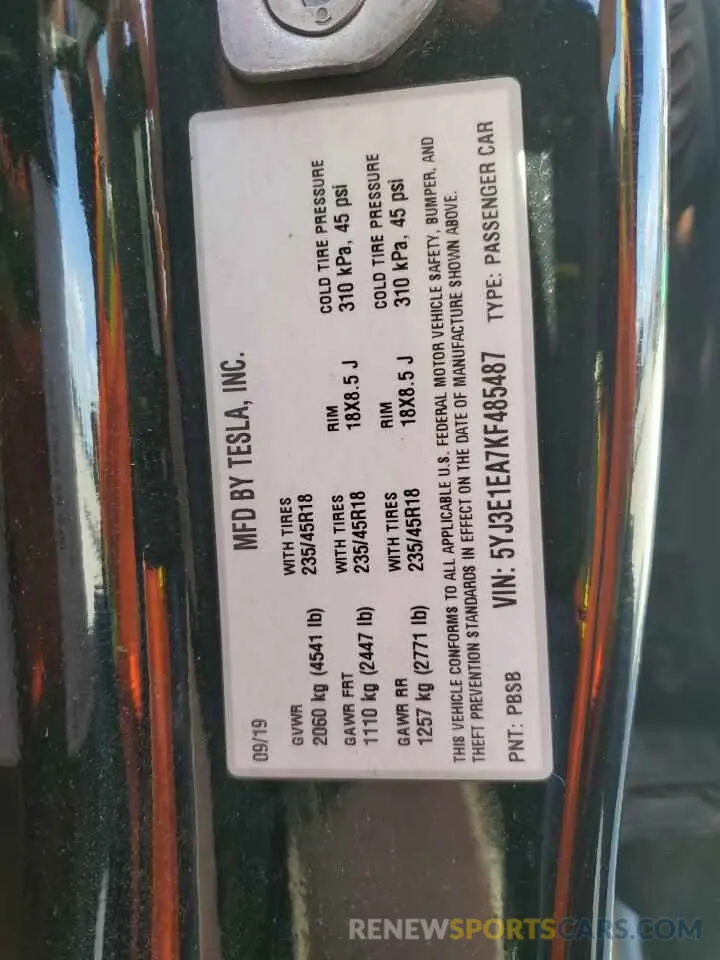 MFD BY TESLA, INC.
09/19
GVWR WITH TIRES RIM COLD TIRE PRESSURE
2060 kg (4541 lb) 235/45R18 18X8.5 J 310 kPa, 45 psi
GAWR FRT WITH TIRES RIM COLD TIRE PRESSURE
1110 kg (2447 lb) 235/45R18 18X8.5 J 310 kPa, 45 psi
GAWR RR WITH TIRES
1257 kg (2771 lb) 235/45R18
THIS VEHICLE CONFORMS TO ALL APPLICABLE U.S. FEDERAL MOTOR VEHICLE SAFETY, BUMPER, AND
THEFT PREVENTION STANDARDS IN EFFECT ON THE DATE OF MANUFACTURE SHOWN ABOVE.
PNT: PBSB VIN: 5YJ3E1EA7KF485487 TYPE: PASSENGER CAR
RENEWSPORTSCARS.COM